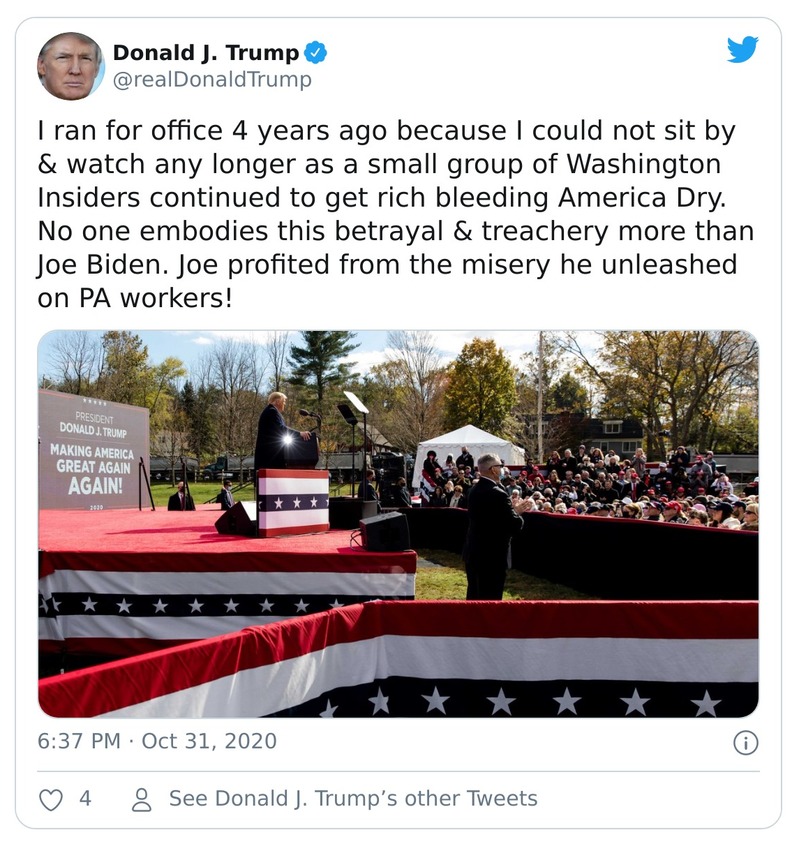 Donald J. Trump
@realDonaldTrump
I ran for office 4 years ago because I could not sit by
& watch any longer as a small group of Washington
Insiders continued to get rich bleeding America Dry.
No one embodies this betrayal & treachery more than
Joe Biden. Joe profited from the misery he unleashed
on PA workers!
PRESIDENT
DONALD J. TRUMP
MAKING AMERICA
GREAT AGAIN
AGAIN!
2020
6:37 PM · Oct 31, 2020
4
See Donald J. Trump’s other Tweets